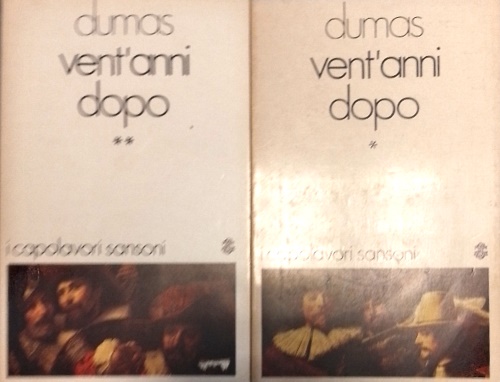 dumas
vent'anni
dopo
**
i capolavori sansoni
dumas
vent'anni
dopo
*
i capolavori sansoni